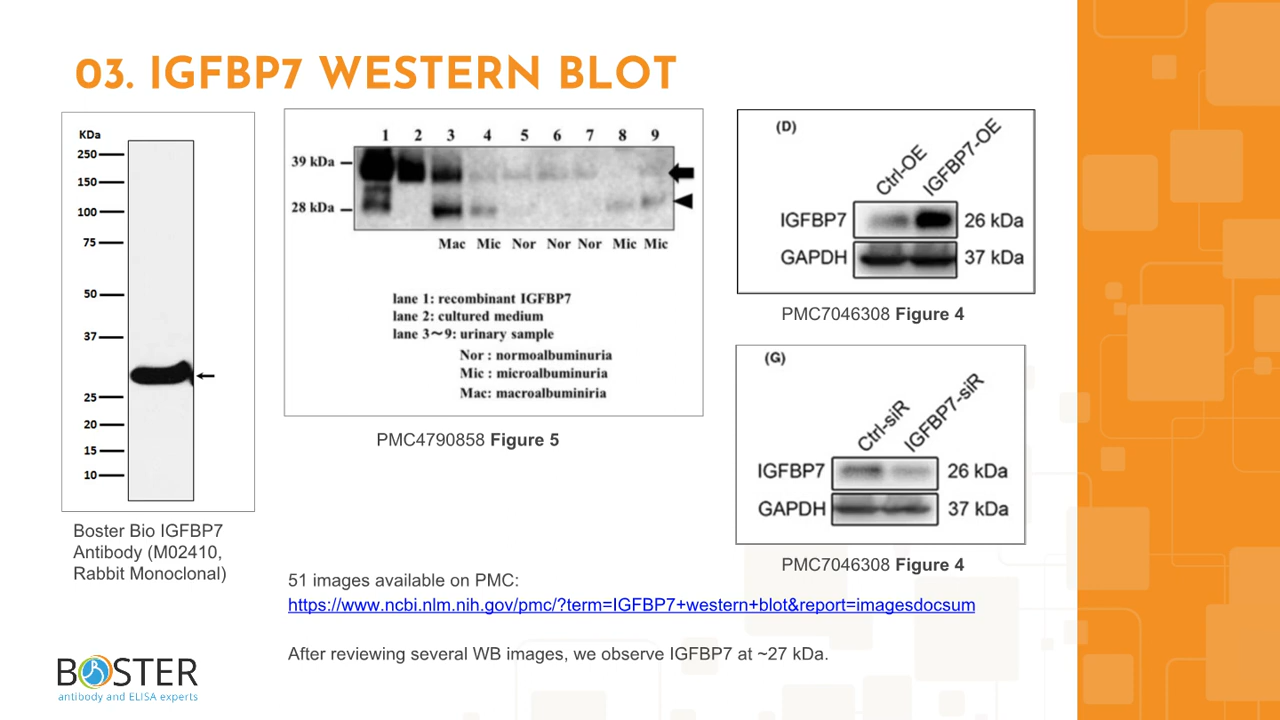 03. IGFBP7 WESTERN BLOT
KDa
250
150
100
75
50
37
25
20
15
10
Boster Bio IGFBP7
Antibody (M02410,
Rabbit Monoclonal)
1 2 3 4 5 6 7 8 9
39 kDa
28 kDa
Mac Mic Nor Nor Nor Mic Mic
lane 1: recombinant IGFBP7
lane 2: cultured medium
lane 3~9: urinary sample
Nor : normoalbuminuria
Mic : microalbuminuria
Mac: macroalbuminiria
PMC4790858 Figure 5
(D)
Ctrl-OE IGFBP7-OE
IGFBP7 26 kDa
GAPDH 37 kDa
PMC7046308 Figure 4
(G)
Ctrl-siR IGFBP7-siR
IGFBP7 26 kDa
GAPDH 37 kDa
PMC7046308 Figure 4
51 images available on PMC:
https://www.ncbi.nlm.nih.gov/pmc/?term=IGFBP7+western+blot&report=imagesdocsum
After reviewing several WB images, we observe IGFBP7 at ~27 kDa.
BOSTER
antibody and ELISA experts